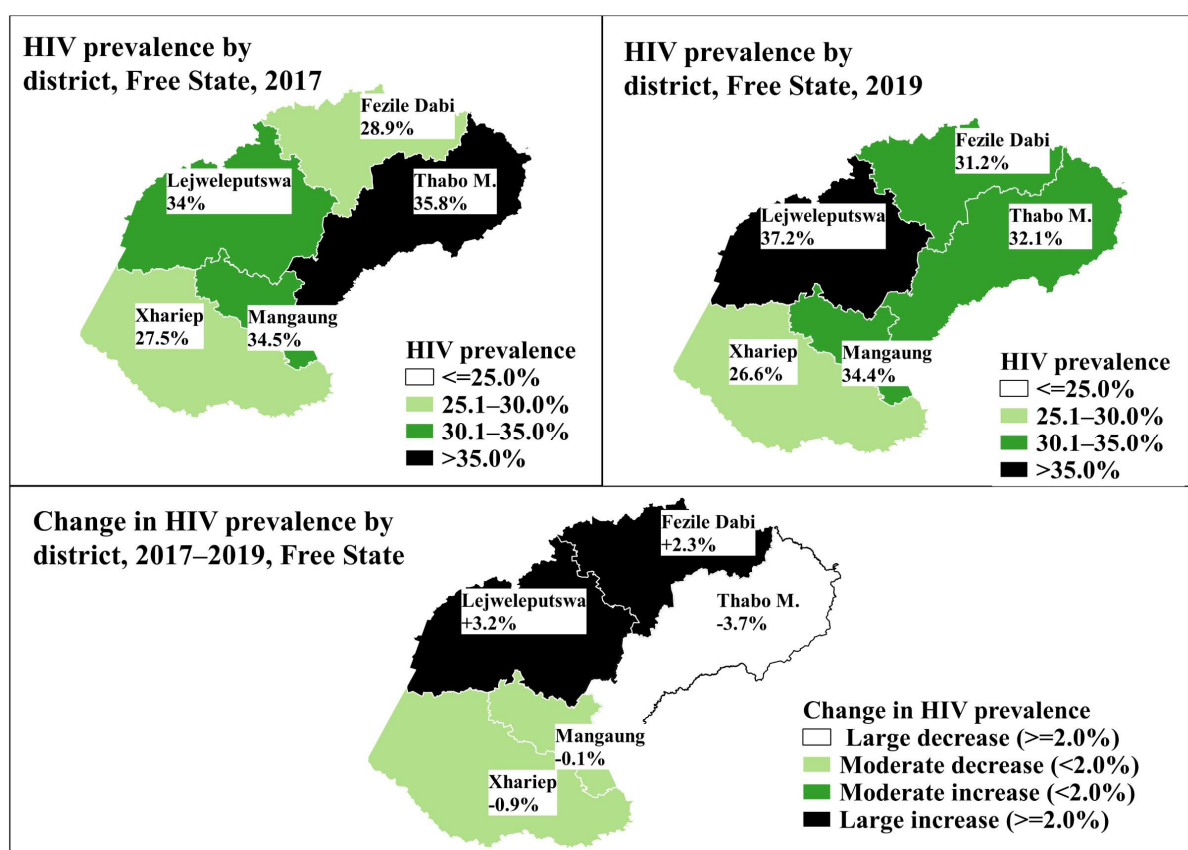 HIV prevalence by
district, Free State, 2017
Fezile Dabi
28.9%
Lejweleputswa
34%
Thabo M.
35.8%
Xhariep
27.5%
Mangaung
34.5%
HIV prevalence
<=25.0%
25.1–30.0%
30.1–35.0%
>35.0%
HIV prevalence by
district, Free State, 2019
Fezile Dabi
31.2%
Lejweleputswa
37.2%
Thabo M.
32.1%
Xhariep
26.6%
Mangaung
34.4%
HIV prevalence
<=25.0%
25.1–30.0%
30.1–35.0%
>35.0%
Change in HIV prevalence by
district, 2017–2019, Free State
Fezile Dabi
+2.3%
Lejweleputswa
+3.2%
Thabo M.
-3.7%
Mangaung
-0.1%
Xhariep
-0.9%
Change in HIV prevalence
Large decrease (>=2.0%)
Moderate decrease (<2.0%)
Moderate increase (<2.0%)
Large increase (>=2.0%)